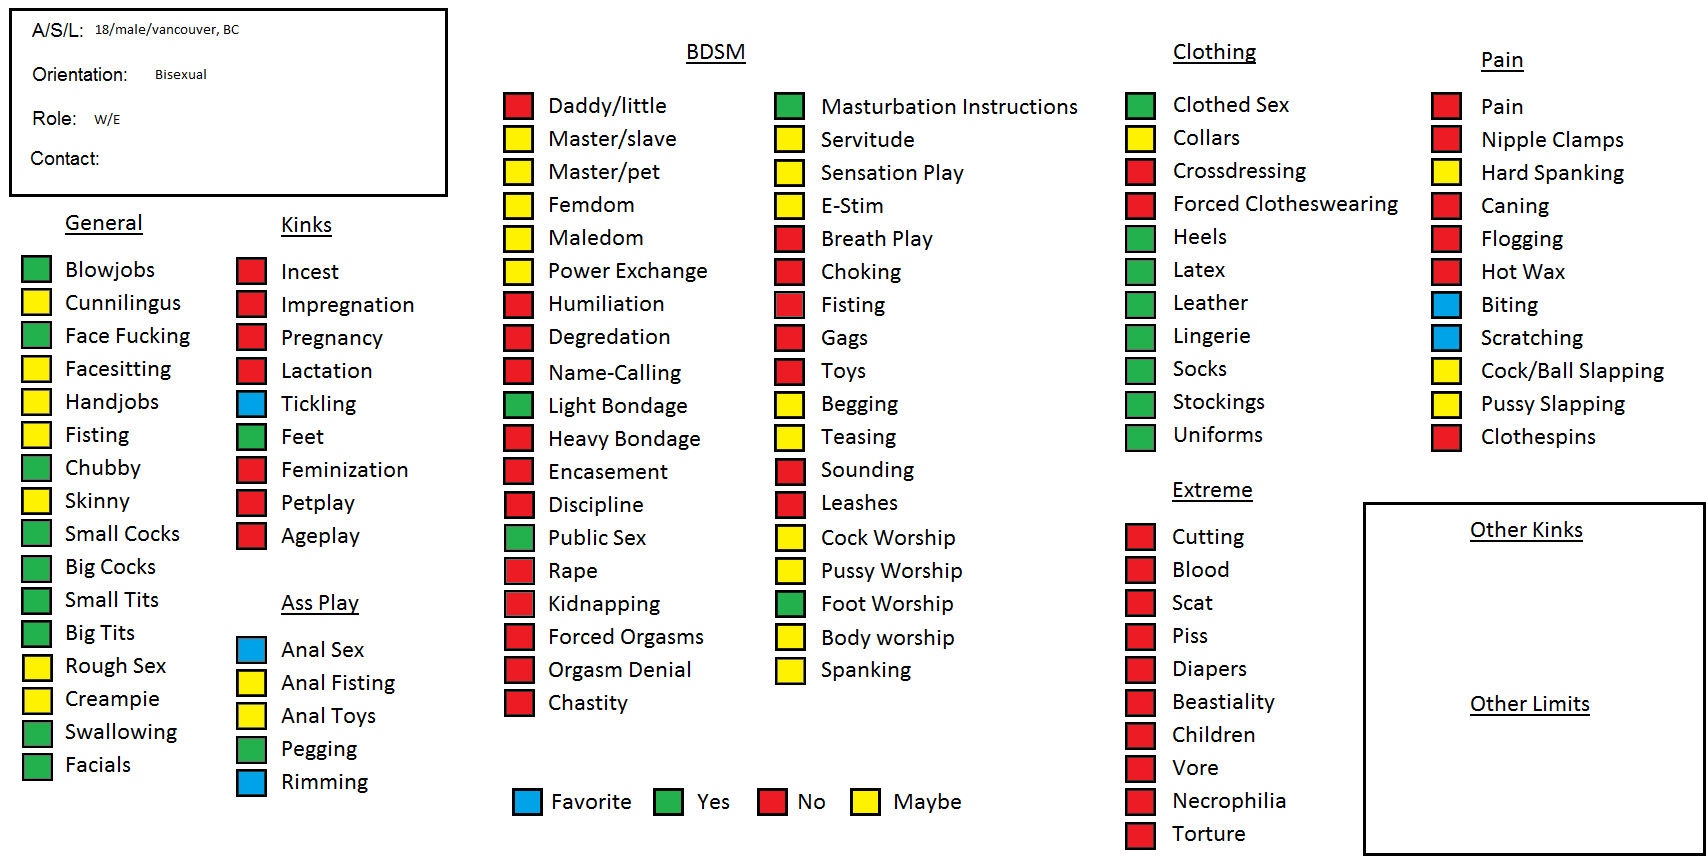 A/S/L: 18/male/vancouver, BC
Orientation: Bisexual
Role: W/E
Contact:
General
Blowjobs
Cunnilingus
Face Fucking
Facesitting
Handjobs
Fisting
Chubby
Skinny
Small Cocks
Big Cocks
Small Tits
Big Tits
Rough Sex
Creampie
Swallowing
Facials
Kinks
Incest
Impregnation
Pregnancy
Lactation
Tickling
Feet
Feminization
Petplay
Ageplay
Ass Play
Anal Sex
Anal Fisting
Anal Toys
Pegging
Rimming
BDSM
Daddy/little
Master/slave
Master/pet
Femdom
Maledom
Power Exchange
Humiliation
Degredation
Name-Calling
Light Bondage
Heavy Bondage
Encasement
Discipline
Public Sex
Rape
Kidnapping
Forced Orgasms
Orgasm Denial
Chastity
Masturbation Instructions
Servitude
Sensation Play
E-Stim
Breath Play
Choking
Fisting
Gags
Toys
Begging
Teasing
Sounding
Leashes
Cock Worship
Pussy Worship
Foot Worship
Body worship
Spanking
Clothing
Clothed Sex
Collars
Crossdressing
Forced Clotheswearing
Heels
Latex
Leather
Lingerie
Socks
Stockings
Uniforms
Extreme
Cutting
Blood
Scat
Piss
Diapers
Beastiality
Children
Vore
Necrophilia
Torture
Pain
Pain
Nipple Clamps
Hard Spanking
Caning
Flogging
Hot Wax
Biting
Scratching
Cock/Ball Slapping
Pussy Slapping
Clothespins
Other Kinks
Other Limits
Favorite Yes No Maybe